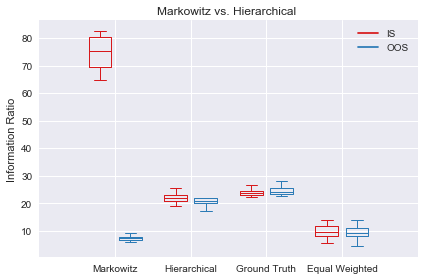 Markowitz vs. Hierarchical
IS
OOS
80
70
60
50
40
30
20
10
Information Ratio
Markowitz
Hierarchical
Ground Truth
Equal Weighted